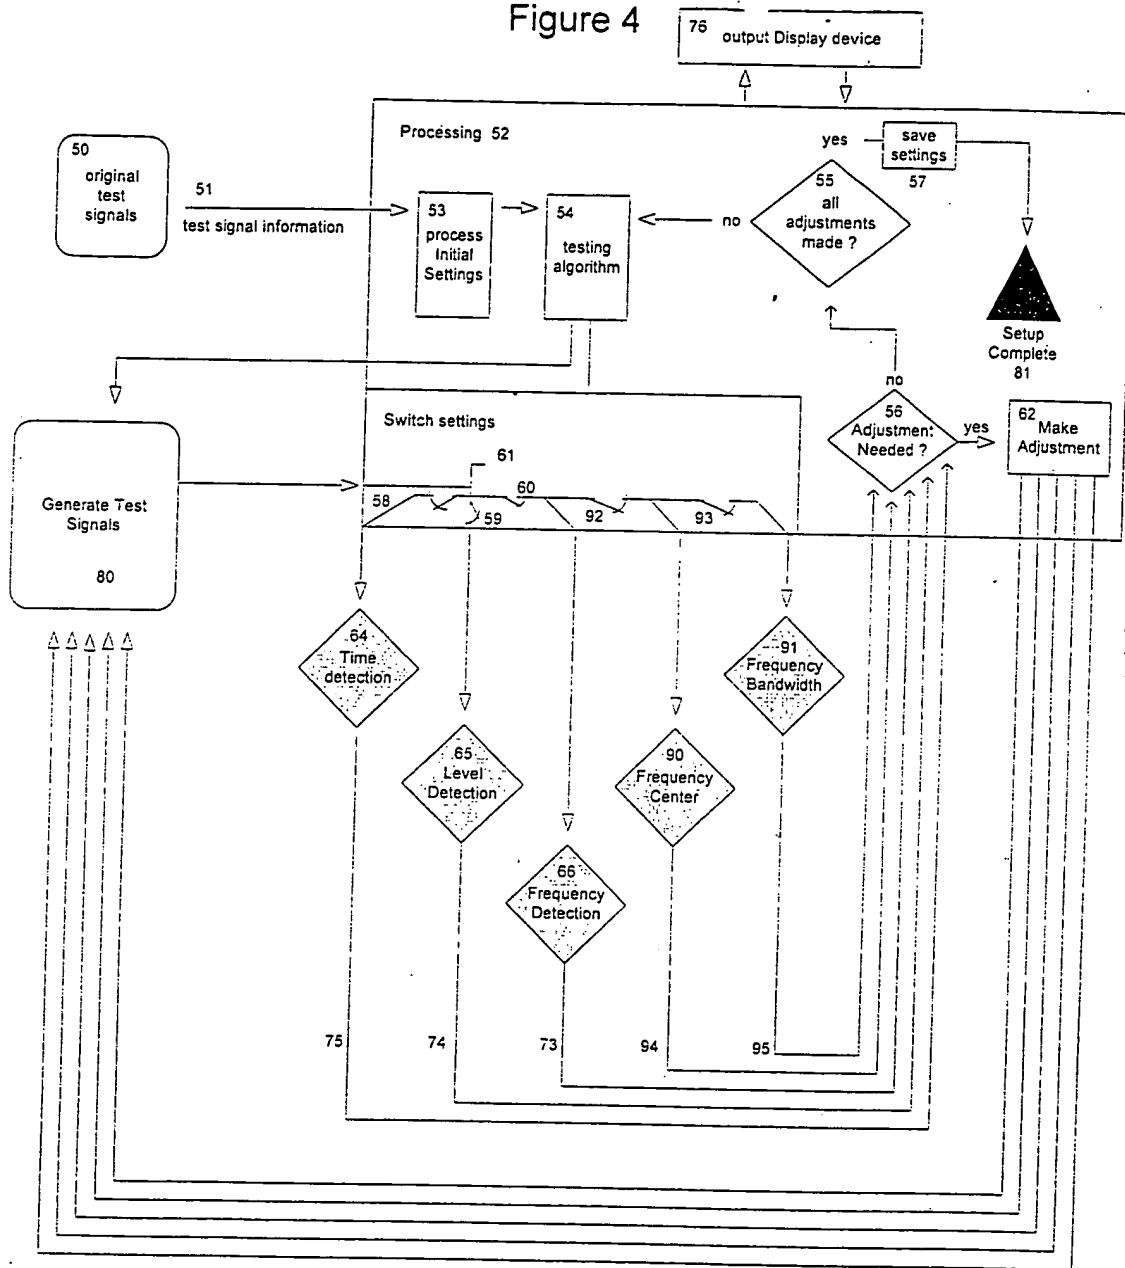 Figure 4
76 output Display device
Processing 52
yes
save
settings
57
50
original
test
signals
51
test signal information
53
process
Initial
Settings
54
testing
algorithm
no
55
all
adjustments
made ?
Setup
Complete
81
no
Switch settings
61
56
Adjustment
Needed ?
yes
62 Make
Adjustment
58
60
59
92
93
Generate Test
Signals
80
64
Time
detection
91
Frequency
Bandwidth
65
Level
Detection
90
Frequency
Center
66
Frequency
Detection
75
74
73
94
95